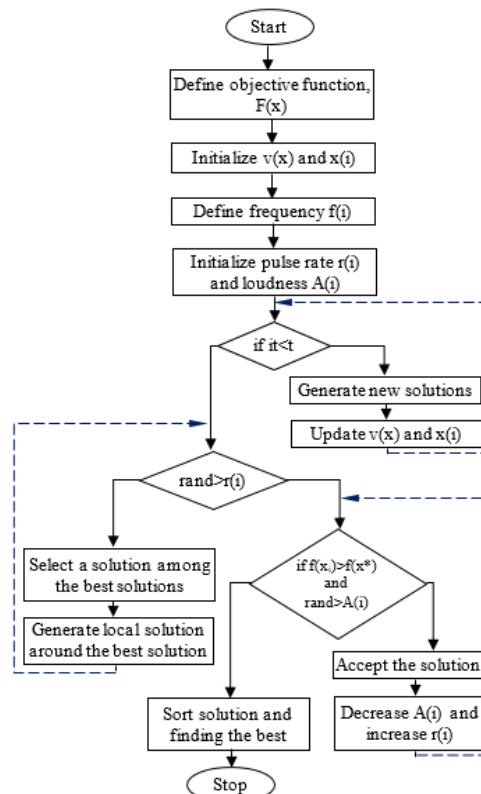 Start
Define objective function,
F(x)
Initialize v(x) and x(i)
Define frequency f(i)
Initialize pulse rate r(i)
and loudness A(i)
if it<t
Generate new solutions
Update v(x) and x(i)
rand>r(i)
Select a solution among
the best solutions
Generate local solution
around the best solution
if f(xᵢ)>f(x*)
and
rand>A(i)
Accept the solution
Decrease A(i) and
increase r(i)
Sort solution and
finding the best
Stop